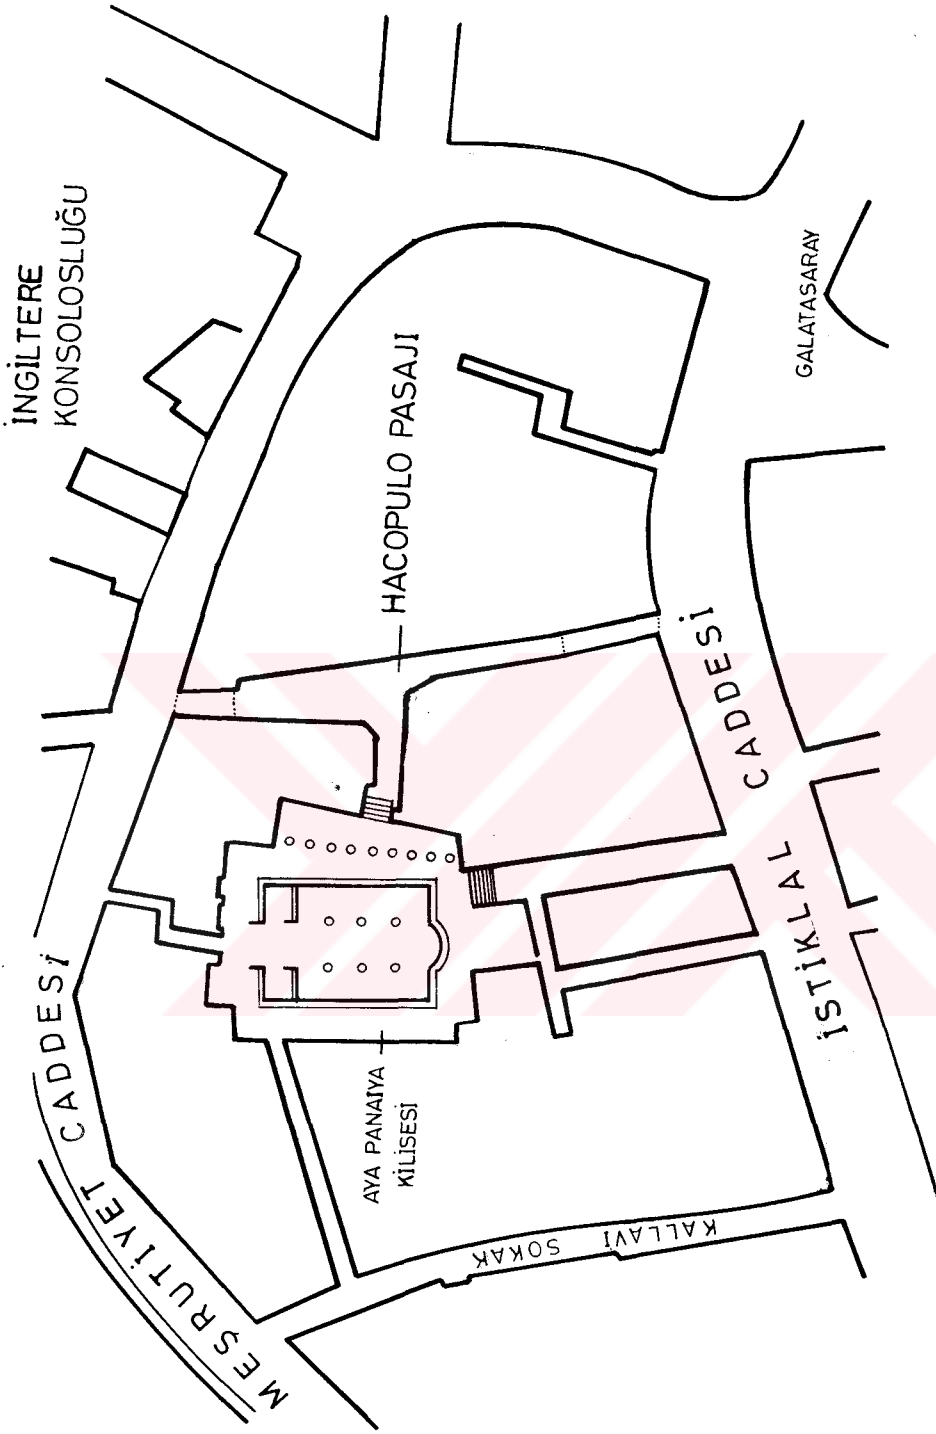 İNGİLTERE
KONSOLOSLUĞU
GALATASARAY
HACOPULO PASAJI
İSTİKLAL CADDESİ
MEŞRUTİYET CADDESİ
AYA PANAIYA
KİLİSESİ
KALLAVI SOKAK